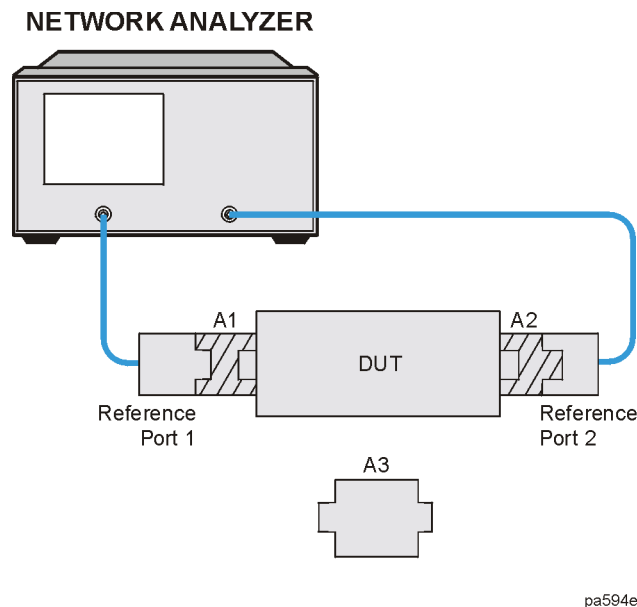 NETWORK ANALYZER
A1
A2
DUT
Reference
Port 1
Reference
Port 2
A3
pa594e